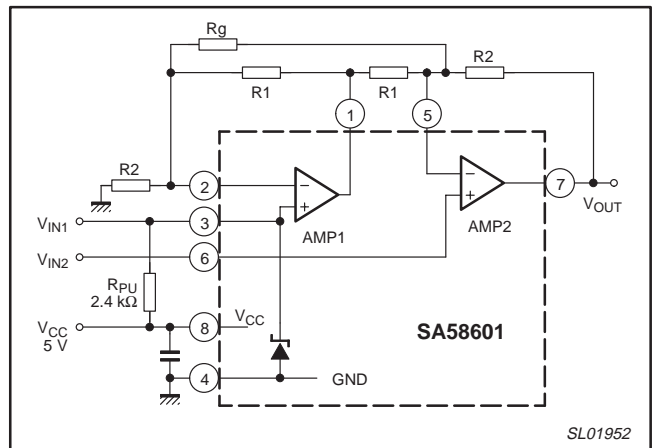 Rg
R1 R1 R2
1 5
R2
2 − + AMP1
− + AMP2
7 VOUT
VIN1 3
VIN2 6
RPU
2.4 kΩ
VCC
5 V
8 VCC
4 GND
SA58601
SL01952